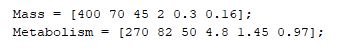 Mass = [400 70 45 2 0.3 0.16];
Metabolism = [270 82 50 4.8 1.45 0.97];